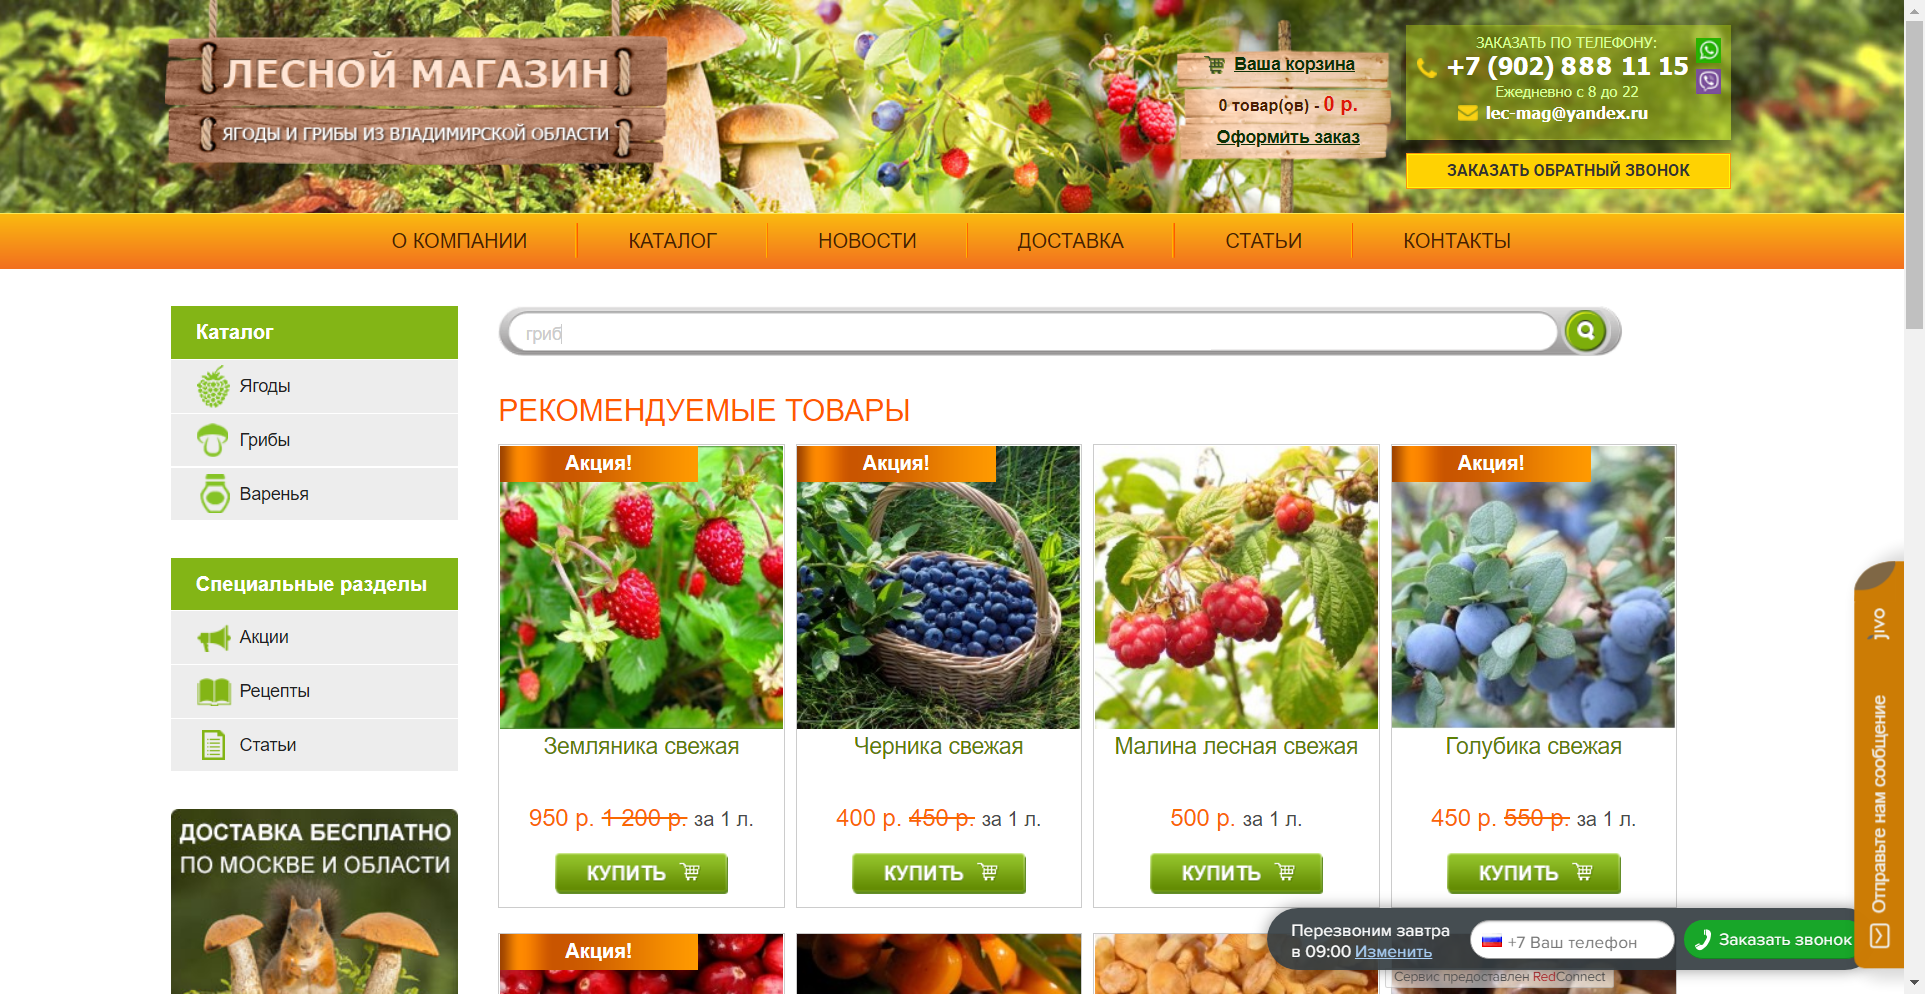 ЛЕСНОЙ МАГАЗИН
ЯГОДЫ И ГРИБЫ ИЗ ВЛАДИМИРСКОЙ ОБЛАСТИ
Ваша корзина
0 товар(ов) - 0 р.
Оформить заказ
ЗАКАЗАТЬ ПО ТЕЛЕФОНУ:
+7 (902) 888 11 15
Ежедневно с 8 до 22
lec-mag@yandex.ru
ЗАКАЗАТЬ ОБРАТНЫЙ ЗВОНОК
О КОМПАНИИ
КАТАЛОГ
НОВОСТИ
ДОСТАВКА
СТАТЬИ
КОНТАКТЫ
Каталог
Ягоды
Грибы
Варенья
Специальные разделы
Акции
Рецепты
Статьи
ДОСТАВКА БЕСПЛАТНО
ПО МОСКВЕ И ОБЛАСТИ
гриб
РЕКОМЕНДУЕМЫЕ ТОВАРЫ
Акция!
Земляника свежая
950 р. 1 200 р. за 1 л.
КУПИТЬ
Акция!
Черника свежая
400 р. 450 р. за 1 л.
КУПИТЬ
Малина лесная свежая
500 р. за 1 л.
КУПИТЬ
Акция!
Голубика свежая
450 р. 550 р. за 1 л.
КУПИТЬ
Акция!
Перезвоним завтра
в 09:00 Изменить
+7 Ваш телефон
Заказать звонок
Сервис предоставлен RedConnect
jivo
Отправьте нам сообщение